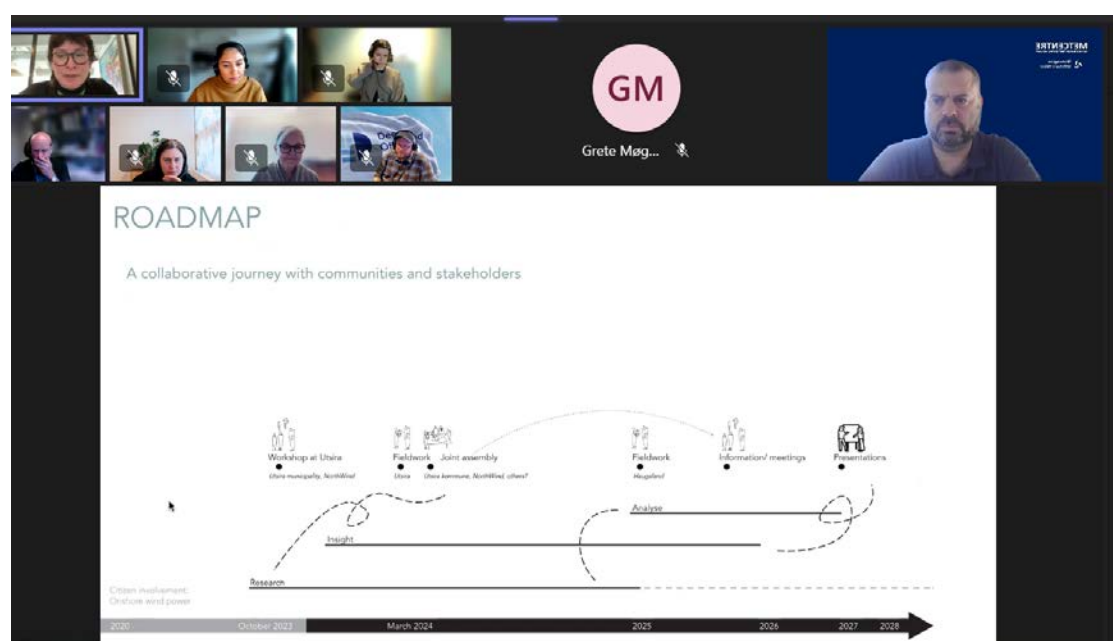 GM
Grete Møg...
METCENTRE
ROADMAP
A collaborative journey with communities and stakeholders
Workshop at Utsira
Fieldwork
Joint assembly
Fieldwork
Information/ meetings
Presentations
Utsira municipality, NorthWind
Utsira
Utsira kommune, NorthWind, others?
Haugaland
Analyse
Insight
Research
Citizen involvement:
Onshore wind power
2020
October 2023
March 2024
2025
2026
2027
2028